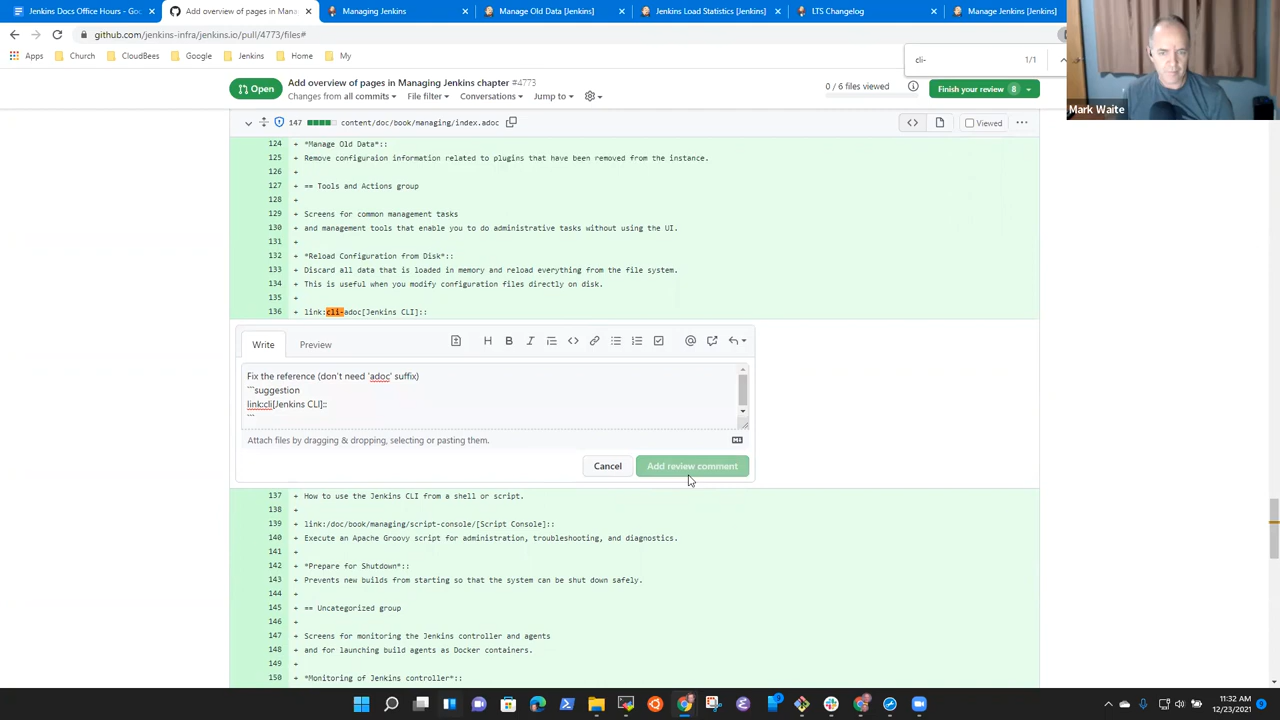 Jenkins Docs Office Hours - Goo
Add overview of pages in Mana
Managing Jenkins
Manage Old Data [Jenkins]
Jenkins Load Statistics [Jenkins]
LTS Changelog
Manage Jenkins [Jenkins]
github.com/jenkins-infra/jenkins.io/pull/4773/files#
Apps
Church
CloudBees
Google
Jenkins
Home
My
cli-
1/1
Mark Waite
Open
Add overview of pages in Managing Jenkins chapter #4773
Changes from all commits
File filter
Conversations
Jump to
0 / 6 files viewed
Finish your review 8
147 content/doc/book/managing/index.adoc
Viewed
124 + *Manage Old Data*::
125 + Remove configuraion information related to plugins that have been removed from the instance.
126 +
127 + == Tools and Actions group
128 +
129 + Screens for common management tasks
130 + and management tools that enable you to do administrative tasks without using the UI.
131 +
132 + *Reload Configuration from Disk*::
133 + Discard all data that is loaded in memory and reload everything from the file system.
134 + This is useful when you modify configuration files directly on disk.
135 +
136 + link:cli-adoc[Jenkins CLI]::
Write
Preview
Fix the reference (don't need 'adoc' suffix)
```suggestion
link:cli[Jenkins CLI]::
```
Attach files by dragging & dropping, selecting or pasting them.
Cancel
Add review comment
137 + How to use the Jenkins CLI from a shell or script.
138 +
139 + link:/doc/book/managing/script-console/[Script Console]::
140 + Execute an Apache Groovy script for administration, troubleshooting, and diagnostics.
141 +
142 + *Prepare for Shutdown*::
143 + Prevents new builds from starting so that the system can be shut down safely.
144 +
145 + == Uncategorized group
146 +
147 + Screens for monitoring the Jenkins controller and agents
148 + and for launching build agents as Docker containers.
149 +
150 + *Monitoring of Jenkins controller*::
11:32 AM
12/23/2021